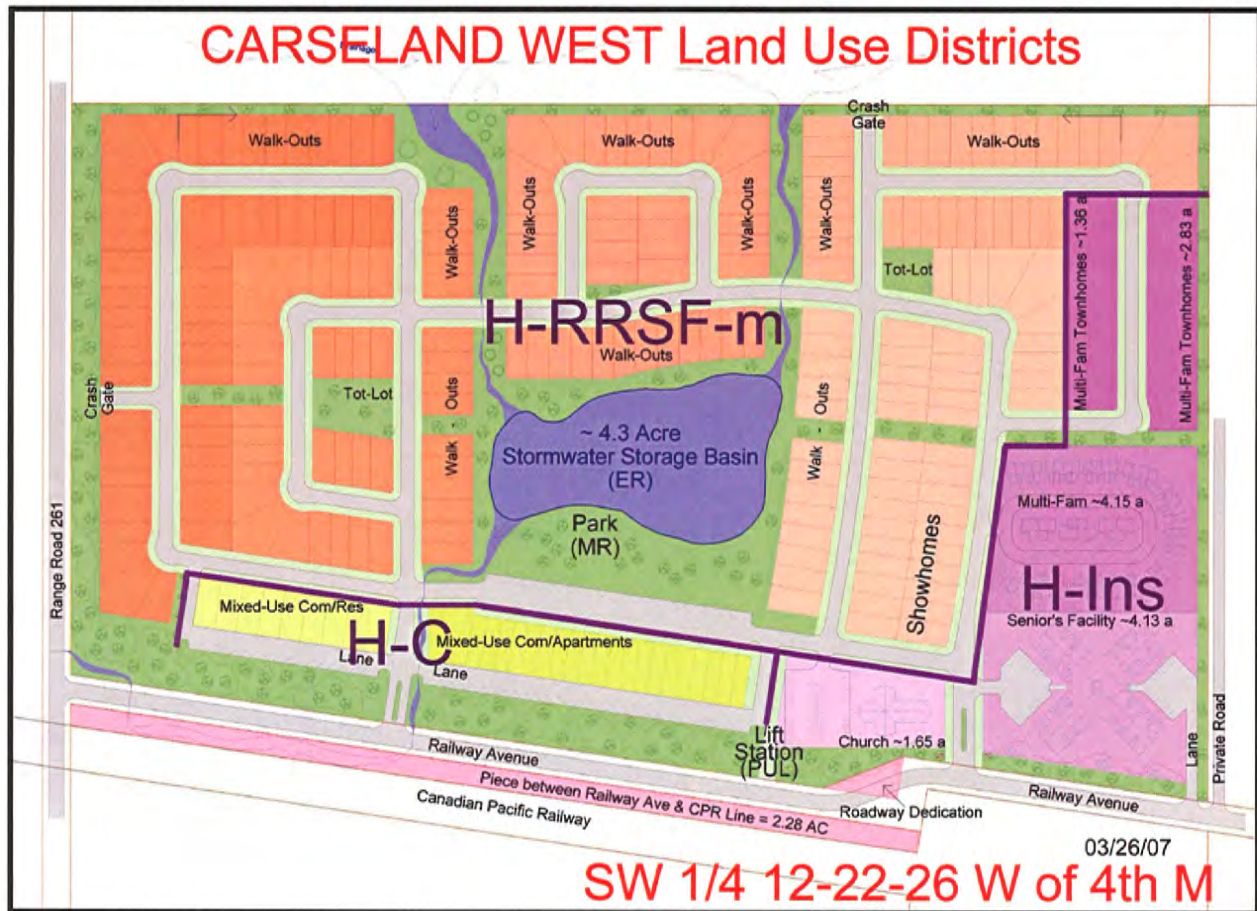 CARSELAND WEST Land Use Districts
Drainage
Crash
Gate
Walk-Outs
Walk-Outs
Walk-Outs
Walk-Outs
Walk-Outs
Walk-Outs
Walk-Outs
Tot-Lot
Multi-Fam Townhomes ~1.36 a
Multi-Fam Townhomes ~2.83 a
H-RRSF-m
Walk-Outs
Crash
Gate
Tot-Lot
Walk - Outs
~ 4.3 Acre
Stormwater Storage Basin
(ER)
Walk - Outs
Park
(MR)
Showhomes
Multi-Fam ~4.15 a
H-Ins
Senior's Facility ~4.13 a
Range Road 261
Mixed-Use Com/Res
H-C
Mixed-Use Com/Apartments
Lane
Lane
Lift
Station
(PUL)
Church ~1.65 a
Lane
Private Road
Railway Avenue
Piece between Railway Ave & CPR Line = 2.28 AC
Canadian Pacific Railway
Roadway Dedication
Railway Avenue
03/26/07
SW 1/4 12-22-26 W of 4th M